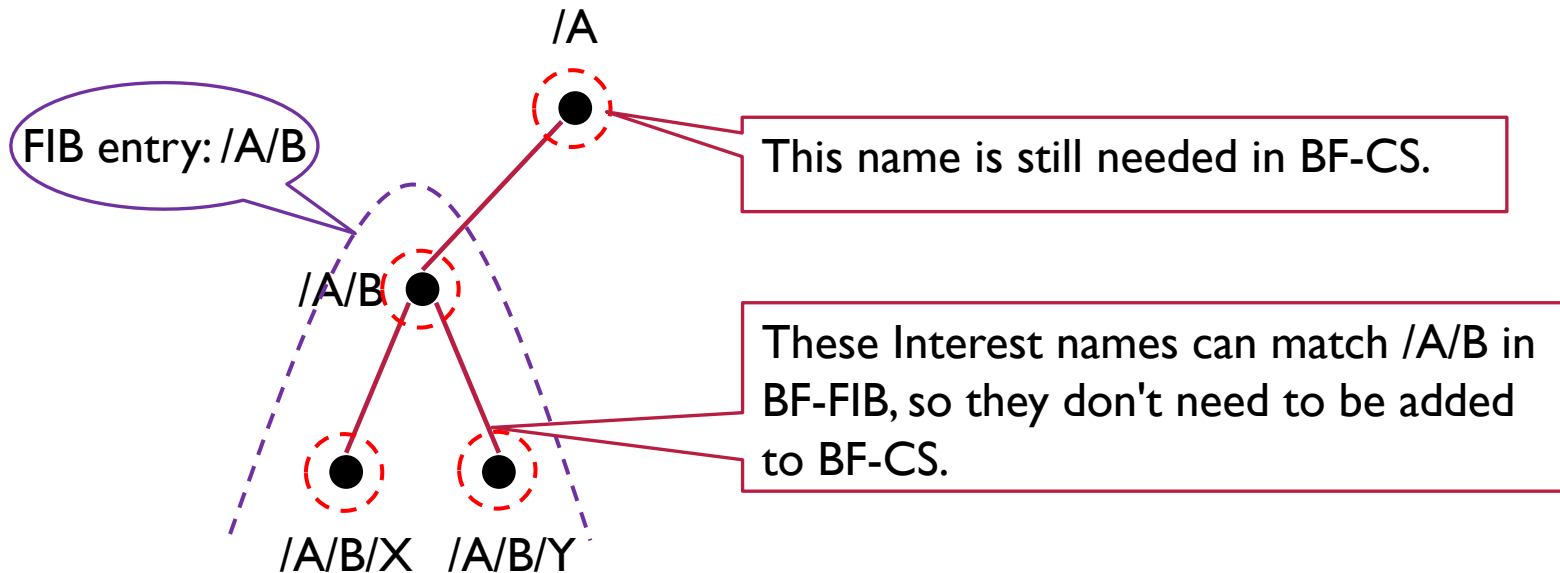 /A
FIB entry: /A/B
This name is still needed in BF-CS.
/A/B
These Interest names can match /A/B in
BF-FIB, so they don't need to be added
to BF-CS.
/A/B/X
/A/B/Y